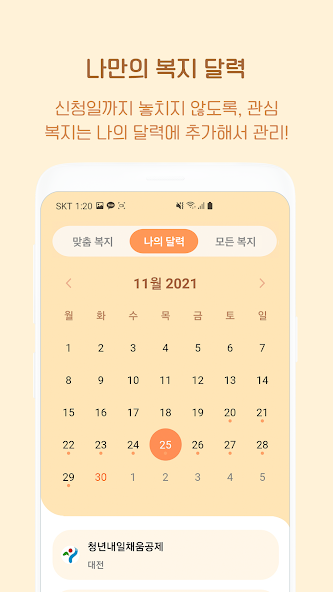 나만의 복지 달력
신청일까지 놓치지 않도록, 관심
복지는 나의 달력에 추가해서 관리!
SKT 1:20
맞춤 복지 나의 달력 모든 복지
11월 2021
월 화 수 목 금 토 일
1 2 3 4 5 6 7
8 9 10 11 12 13 14
15 16 17 18 19 20 21
22 23 24 25 26 27 28
29 30 1 2 3 4 5
청년내일채움공제
대전